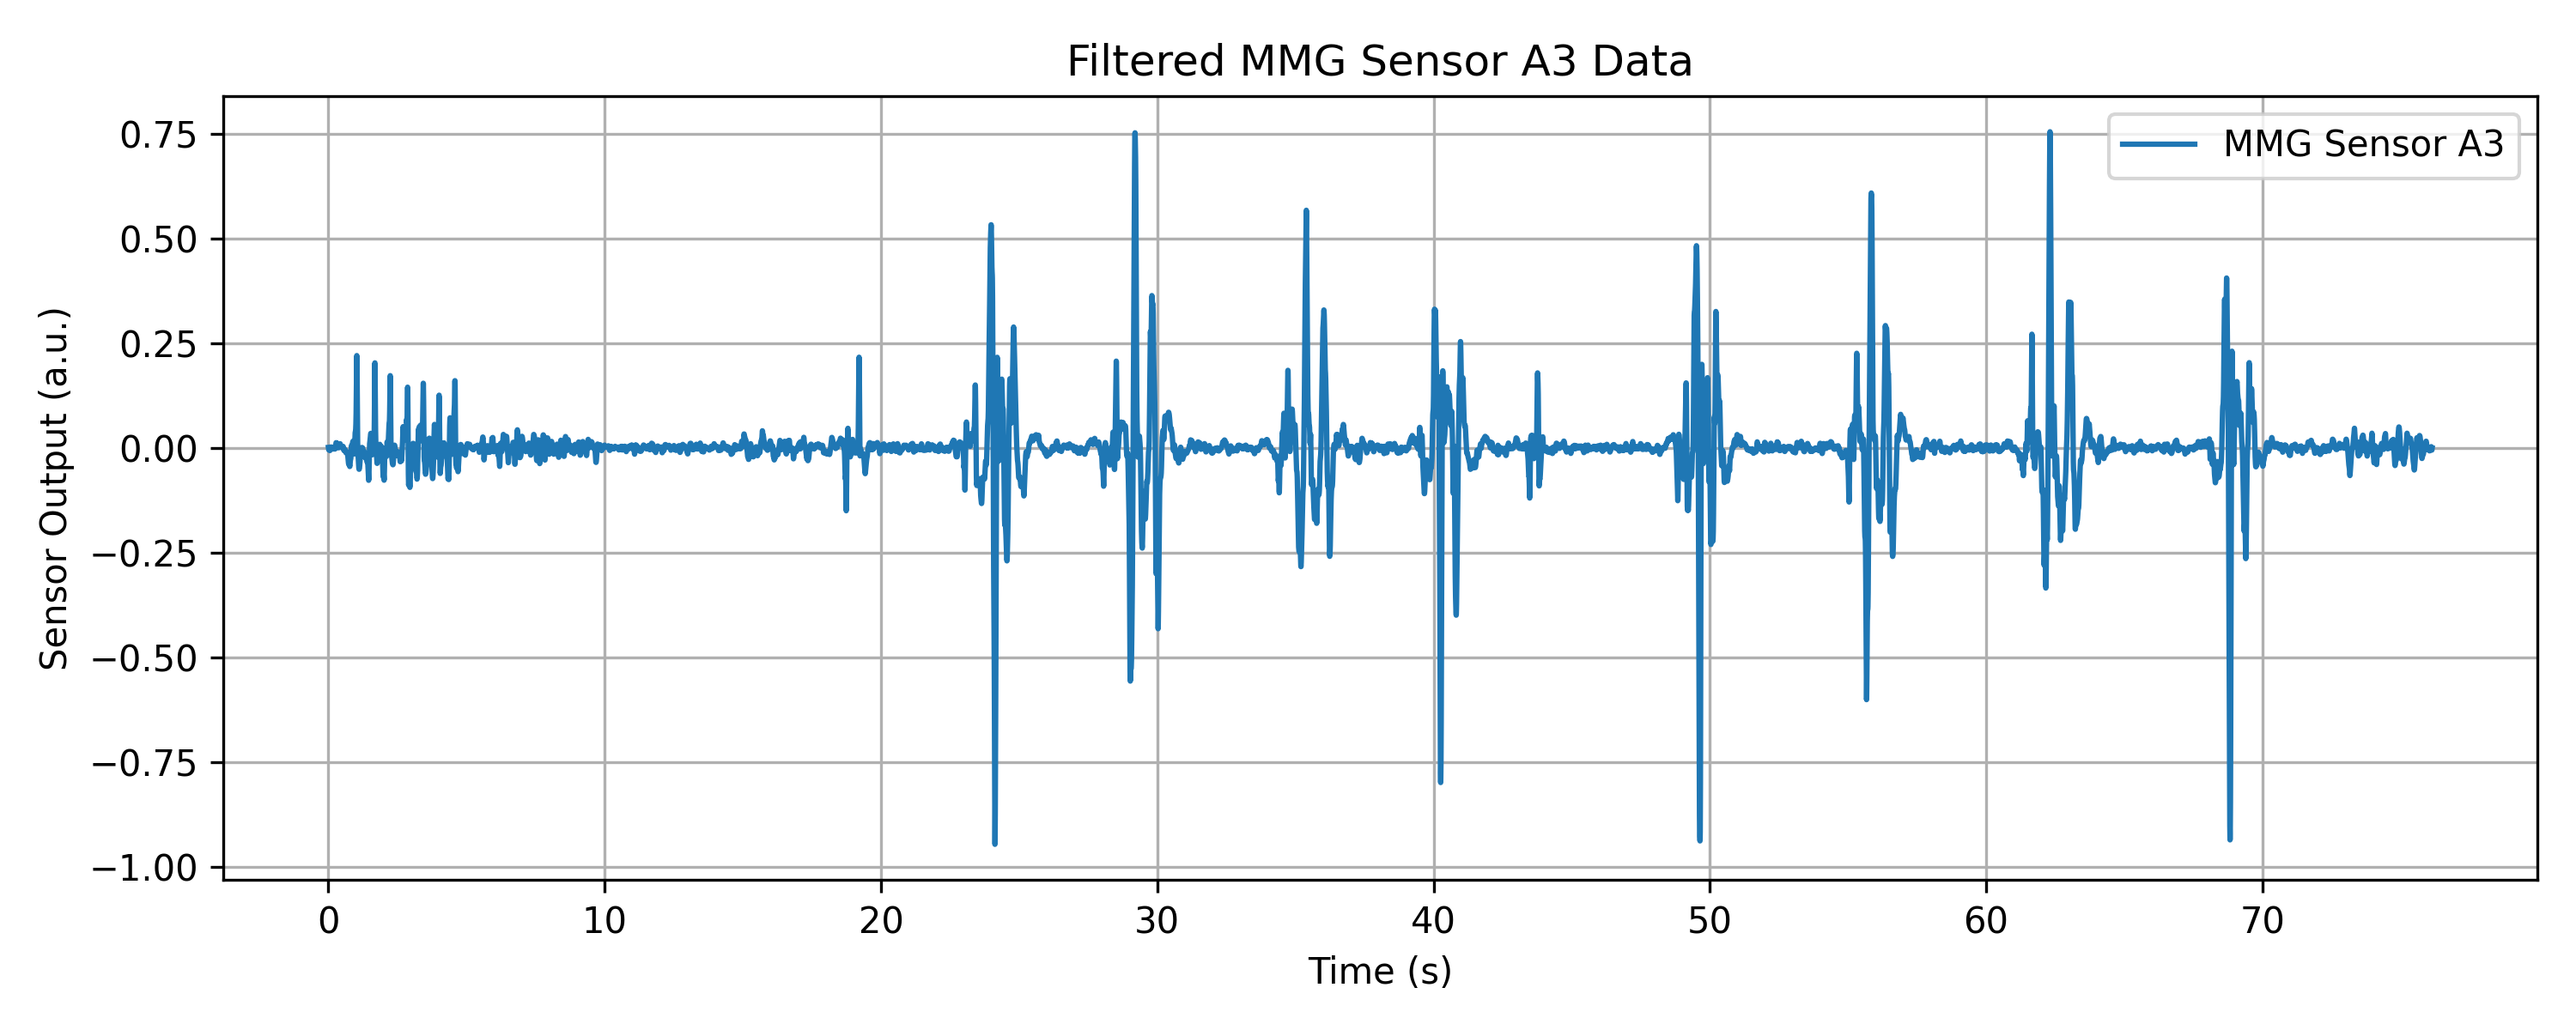 Filtered MMG Sensor A3 Data
MMG Sensor A3
Sensor Output (a.u.)
0.75
0.50
0.25
0.00
−0.25
−0.50
−0.75
−1.00
0 10 20 30 40 50 60 70
Time (s)